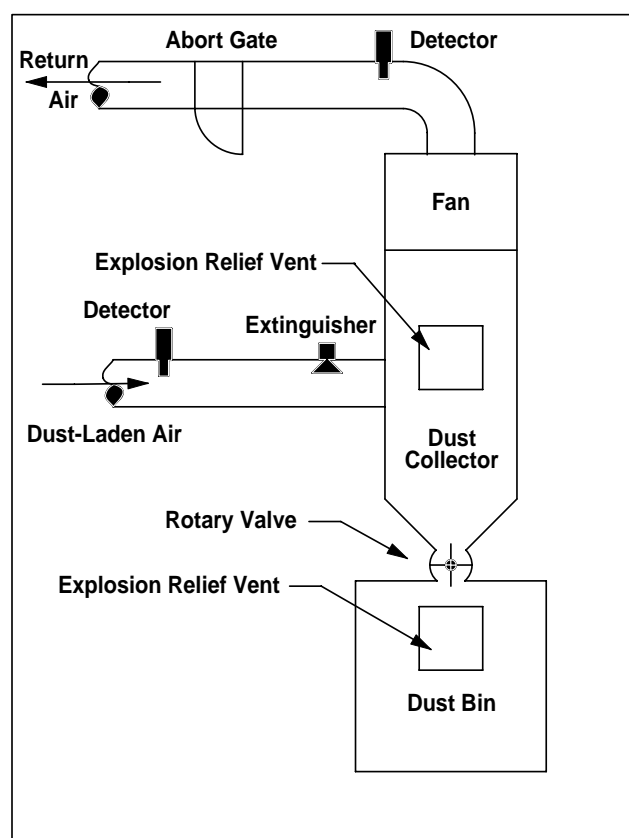 Abort Gate
Detector
Return
Air
Fan
Explosion Relief Vent
Detector
Extinguisher
Dust-Laden Air
Dust
Collector
Rotary Valve
Explosion Relief Vent
Dust Bin